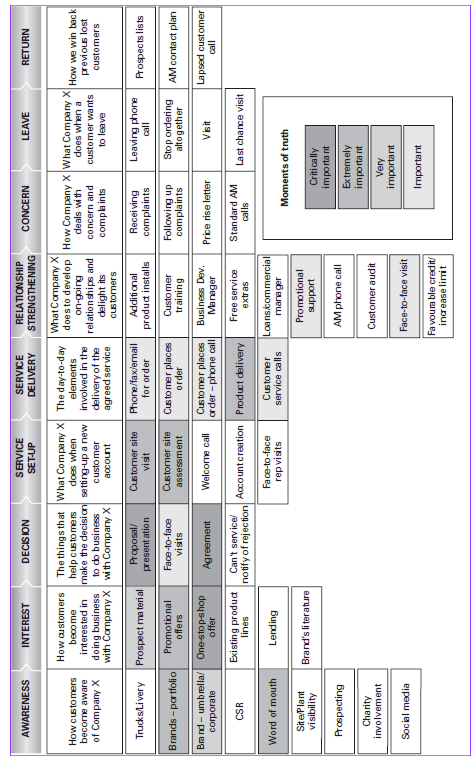 AWARENESS
How customers
become aware
of Company X
Trucks/Livery
Brands – portfolio
Brand – umbrella/
corporate
CSR
Word of mouth
Site/Plant
visibility
Prospecting
Charity
involvement
Social media
INTEREST
How customers
become
interested in
doing business
with Company X
Prospect material
Promotional
offers
One-stop-shop
offer
Existing product
lines
Lending
Brand's literature
DECISION
The things that
help customers
make the decision
to do business
with Company X
Proposal/
presentation
Face-to-face
visits
Agreement
Can't service/
notify of rejection
SERVICE
SET-UP
What Company X
does when
setting-up a new
customer
account
Customer site
visit
Customer site
assessment
Welcome call
Account creation
Face-to-face
rep visits
SERVICE
DELIVERY
The day-to-day
elements
involved in the
delivery of the
agreed service
Phone/fax/email
for order
Customer places
order
Customer places
order – phone call
Product delivery
Customer
service calls
RELATIONSHIP
STRENGTHENING
What Company X
does to develop
on-going
relationships and
delight its
customers
Additional
product installs
Customer
training
Business Dev.
Manager
Free service
extras
Loans/commercial
manager
Promotional
support
AM phone call
Customer audit
Face-to-face visit
Favourable credit/
increase limit
CONCERN
How Company X
deals with
concern and
complaints
Receiving
complaints
Following up
complaints
Price rise letter
Standard AM
calls
LEAVE
What Company X
does when a
customer wants
to leave
Leaving phone
call
Stop ordering
altogether
Visit
Last chance visit
RETURN
How we win back
previous lost
customers
Prospects lists
AM contact plan
Lapsed customer
call
Moments of truth
Critically
important
Extremely
important
Very
important
Important